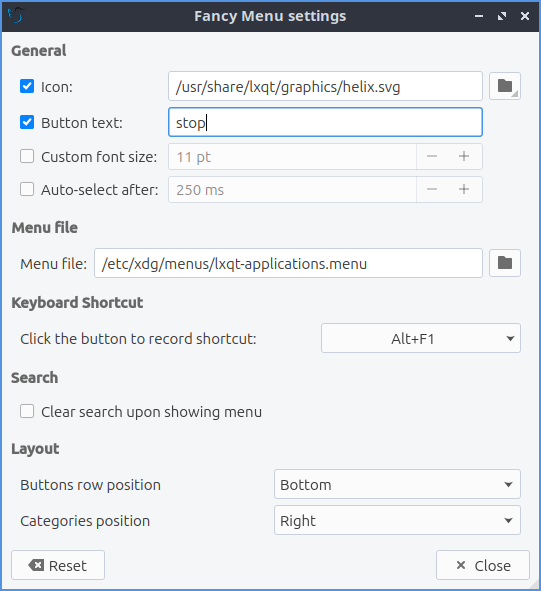 Fancy Menu settings
General
Icon: /usr/share/lxqt/graphics/helix.svg
Button text: stop
Custom font size: 11 pt
Auto-select after: 250 ms
Menu file
Menu file: /etc/xdg/menus/lxqt-applications.menu
Keyboard Shortcut
Click the button to record shortcut: Alt+F1
Search
Clear search upon showing menu
Layout
Buttons row position Bottom
Categories position Right
Reset Close